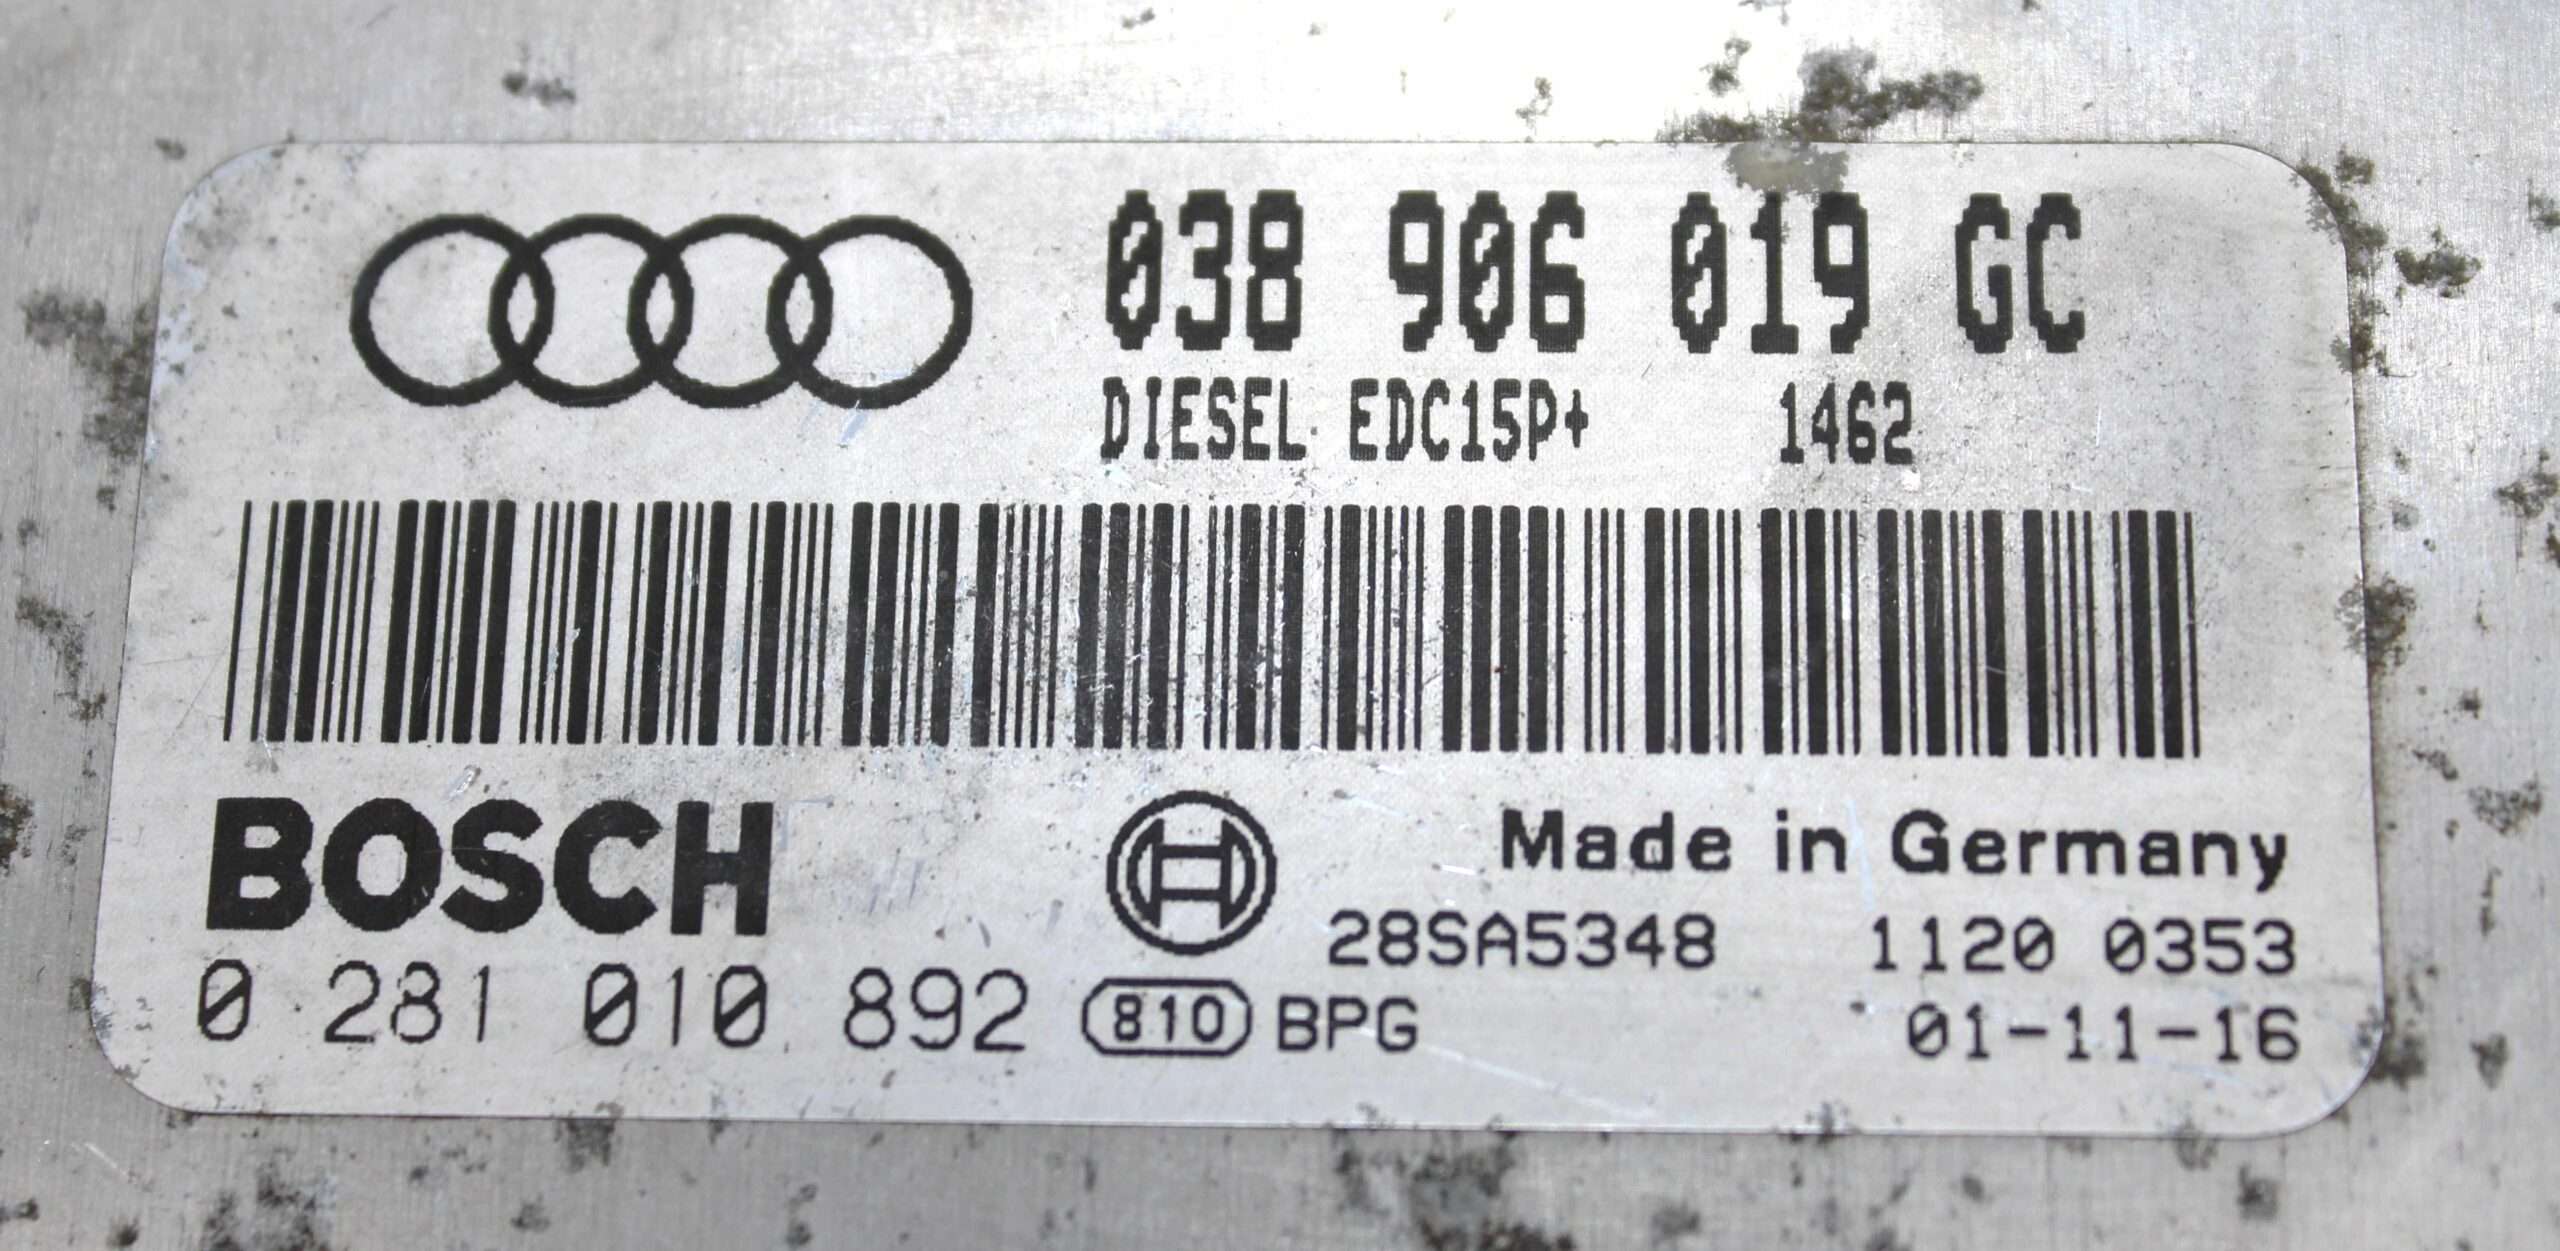 038 906 019 GC
DIESEL EDC15P+ 1462
BOSCH
Made in Germany
28SA5348 1120 0353
0 281 010 892 810 BPG 01-11-16